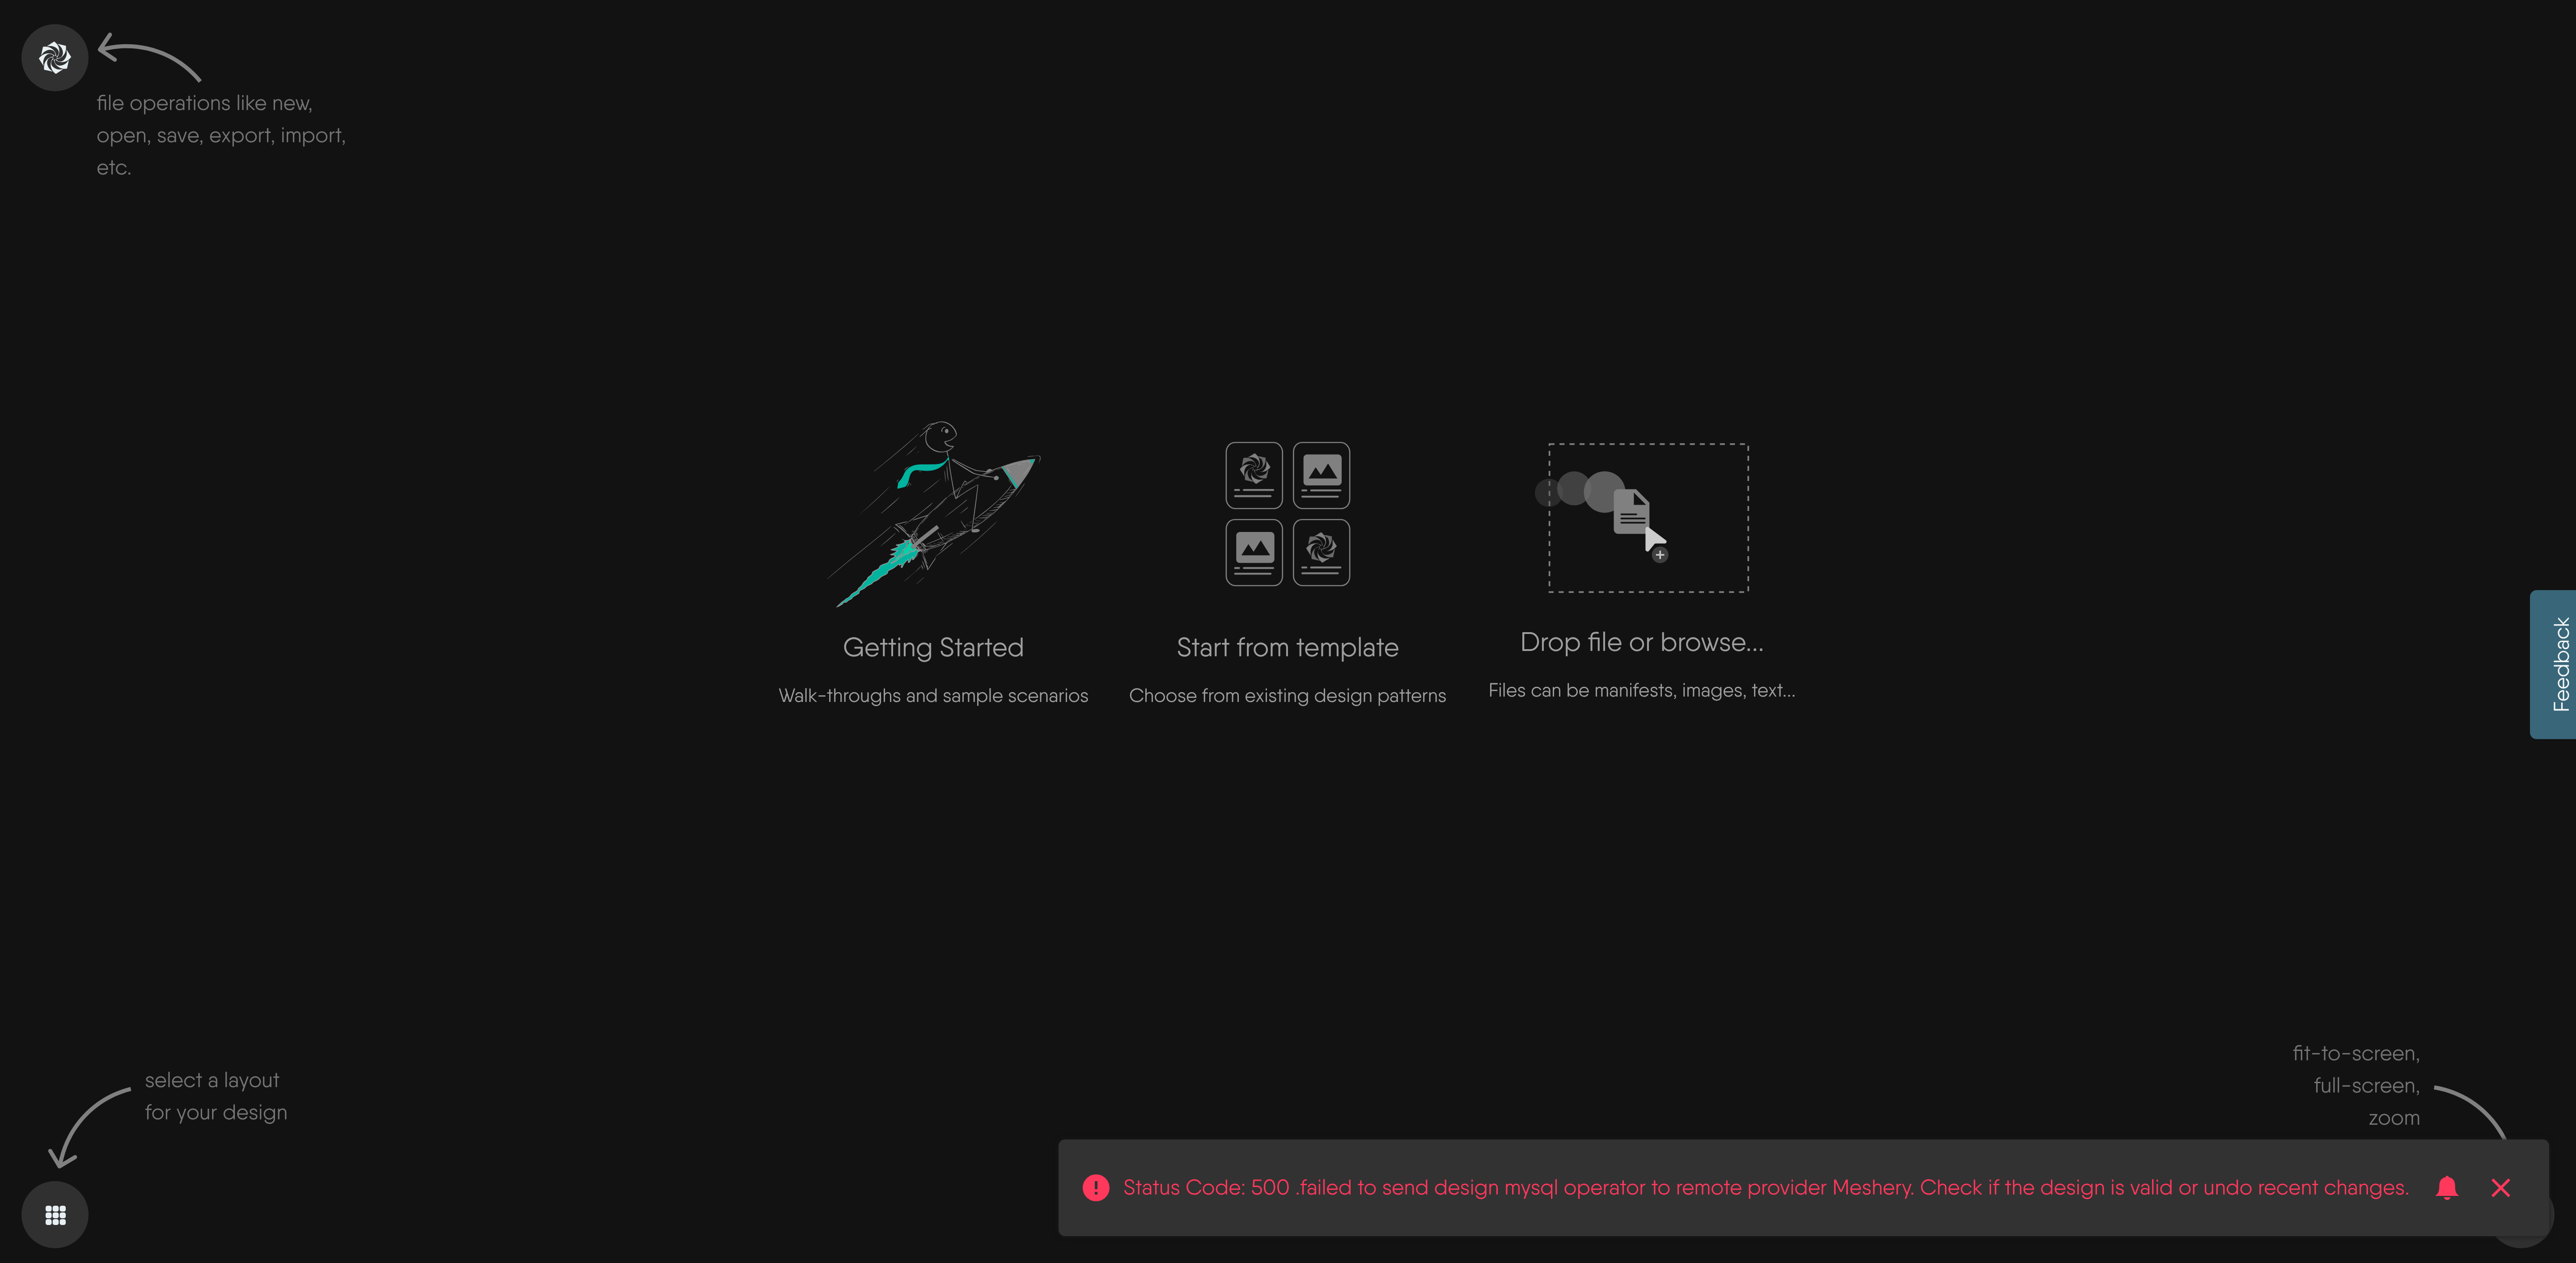 file operations like new,
open, save, export, import,
etc.
Getting Started
Walk-throughs and sample scenarios
Start from template
Choose from existing design patterns
Drop file or browse...
Files can be manifests, images, text...
Feedback
select a layout
for your design
fit-to-screen,
full-screen,
zoom
Status Code: 500 .failed to send design mysql operator to remote provider Meshery. Check if the design is valid or undo recent changes.